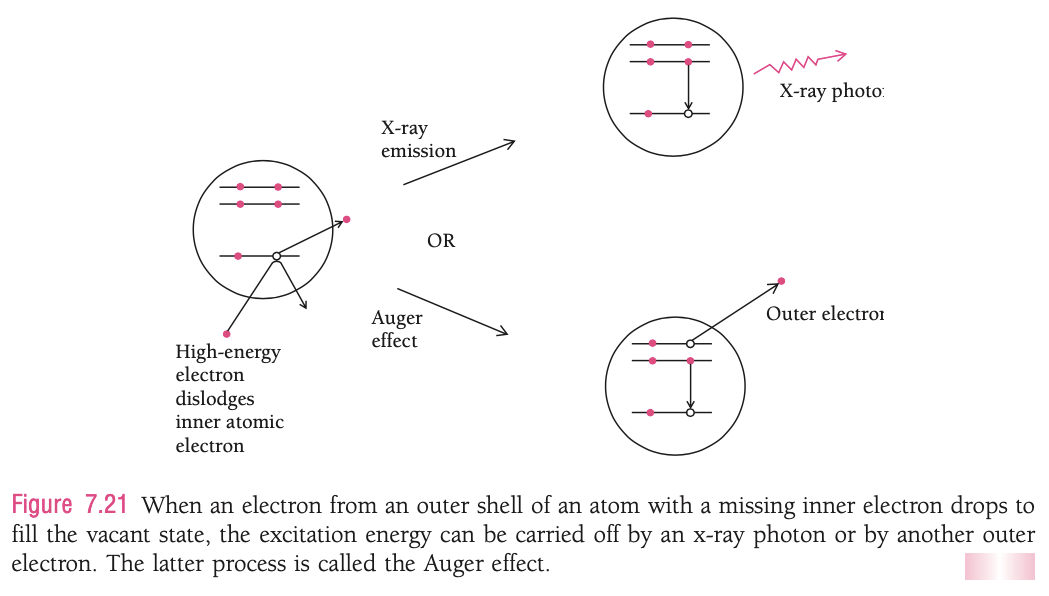 X-ray photo
X-ray
emission
OR
Outer electron
Auger
effect
High-energy
electron
dislodges
inner atomic
electron
Figure 7.21 When an electron from an outer shell of an atom with a missing inner electron drops to
fill the vacant state, the excitation energy can be carried off by an x-ray photon or by another outer
electron. The latter process is called the Auger effect.